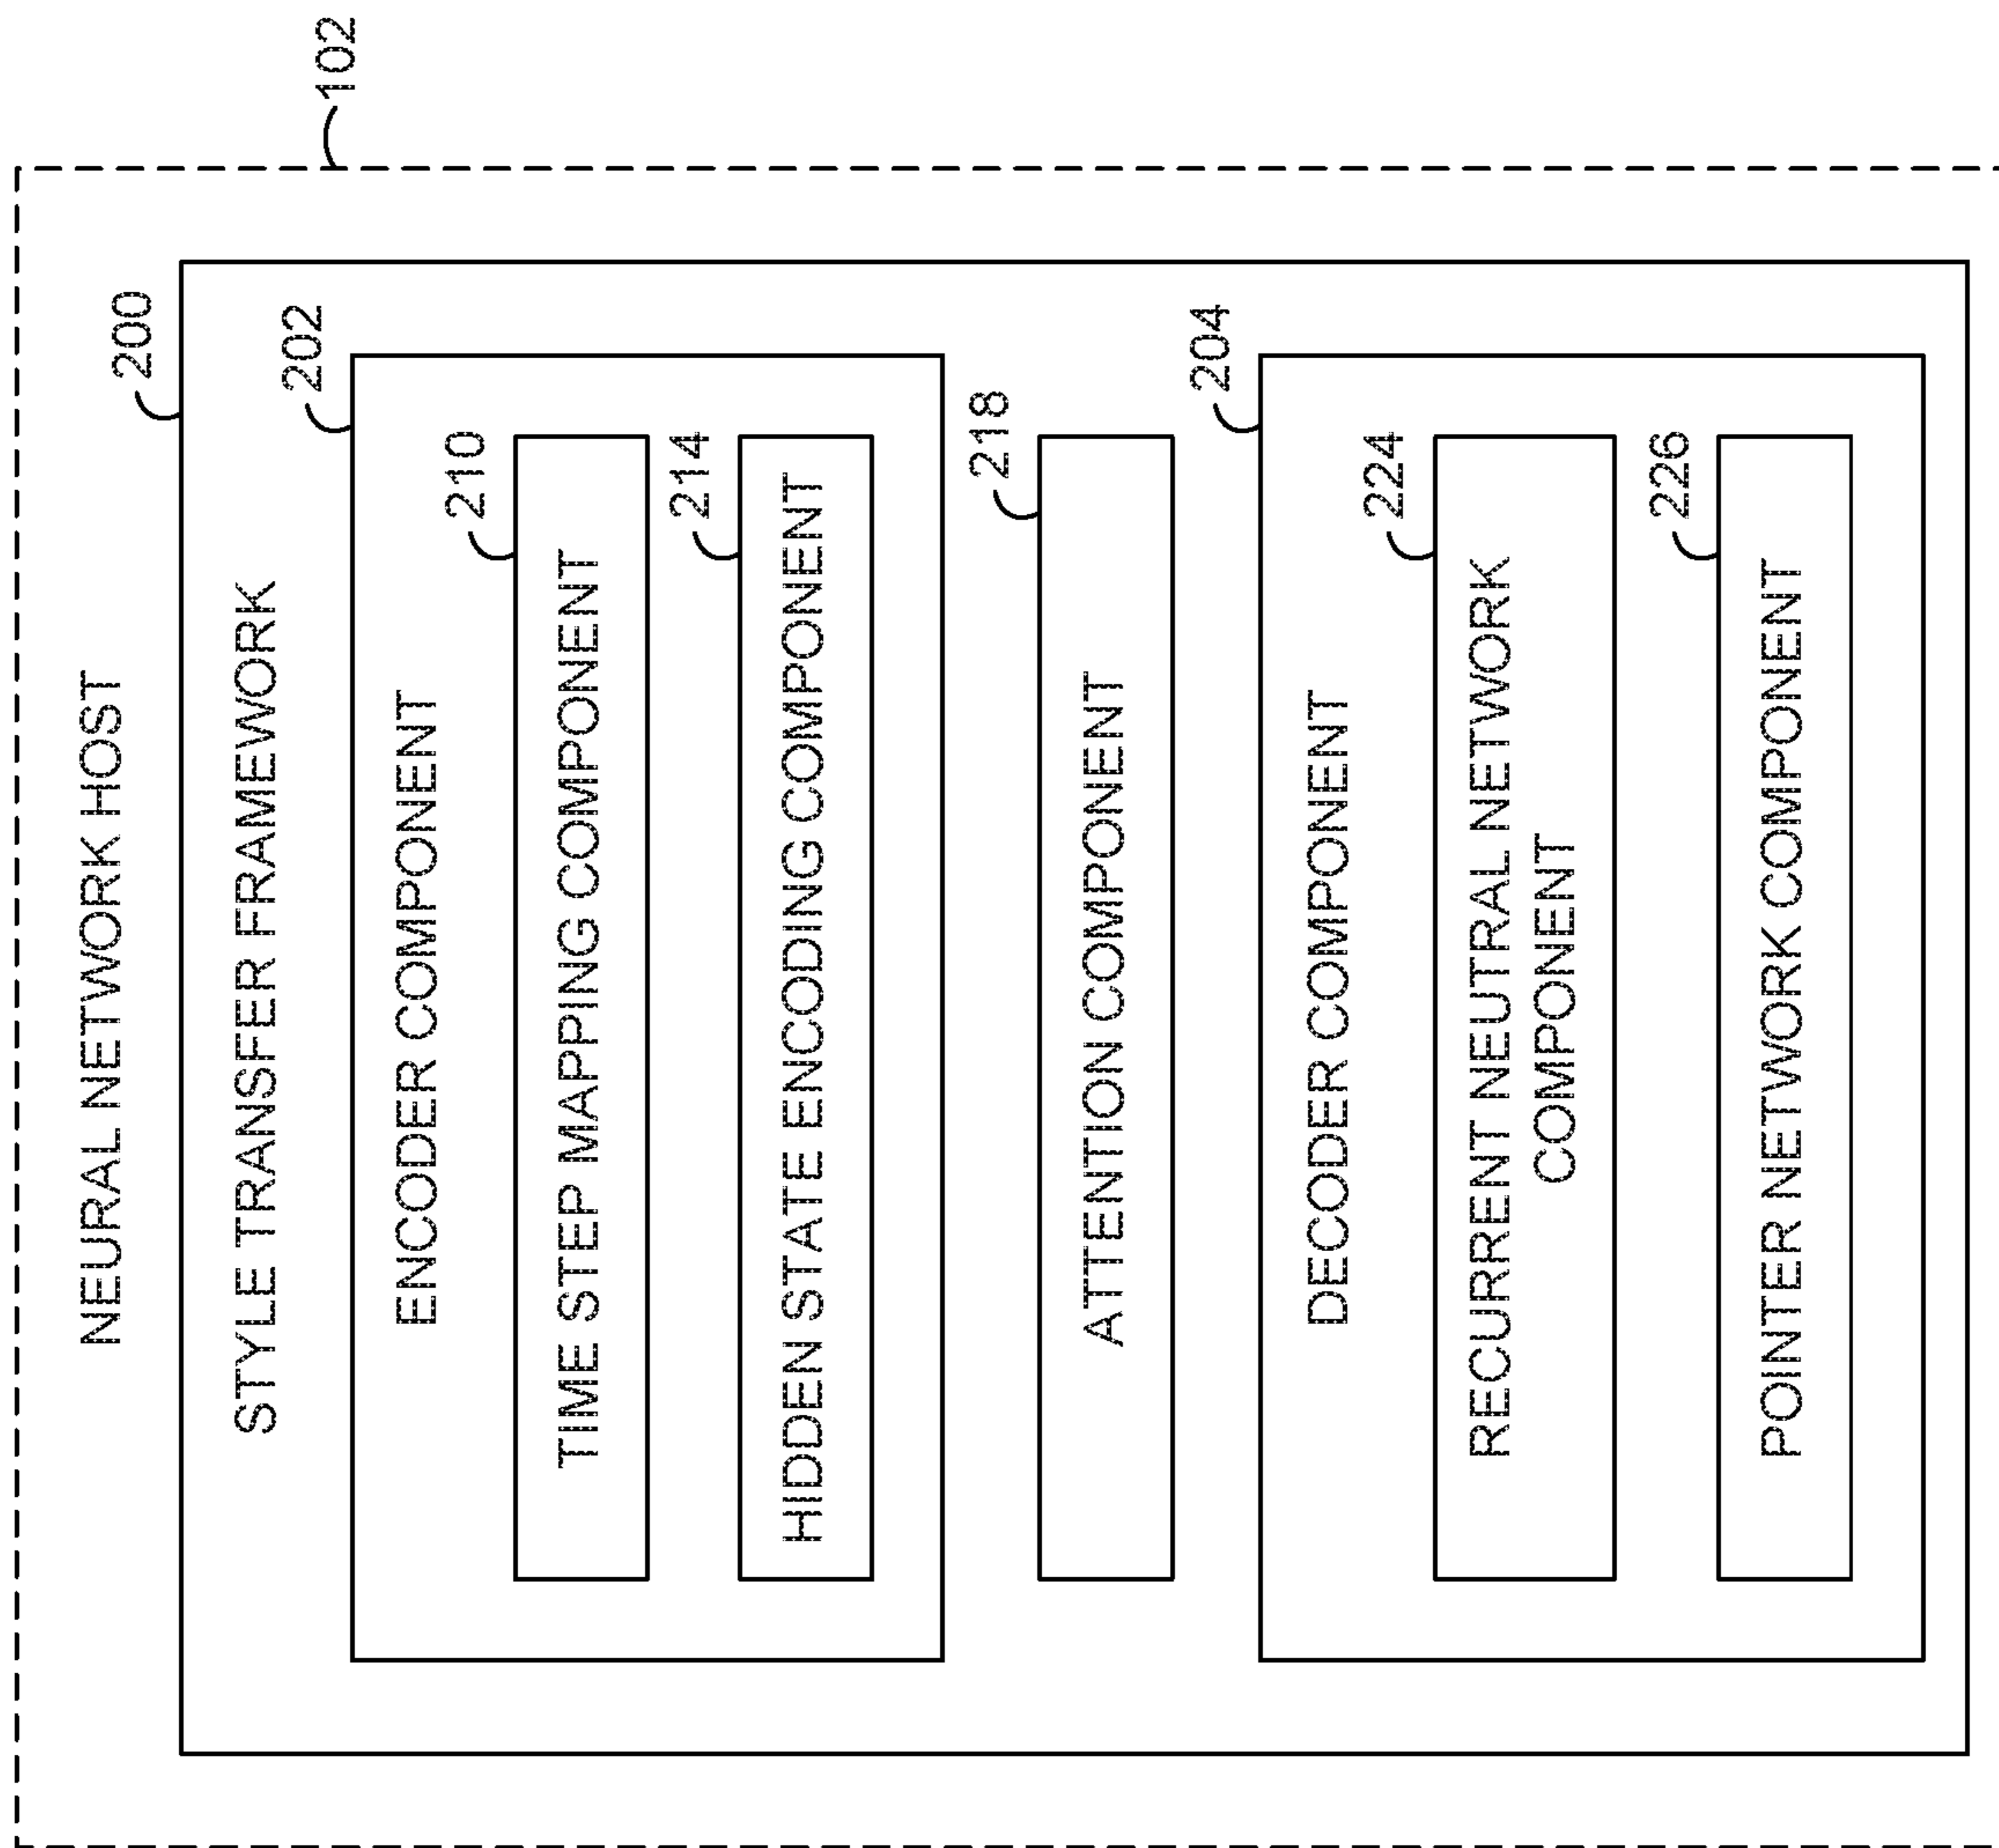 NEURAL NETWORK HOST
102
200
STYLE TRANSFER FRAMEWORK
202
ENCODER COMPONENT
210
TIME STEP MAPPING COMPONENT
214
HIDDEN STATE ENCODING COMPONENT
218
ATTENTION COMPONENT
204
DECODER COMPONENT
224
RECURRENT NEUTRAL NETWORK
COMPONENT
226
POINTER NETWORK COMPONENT